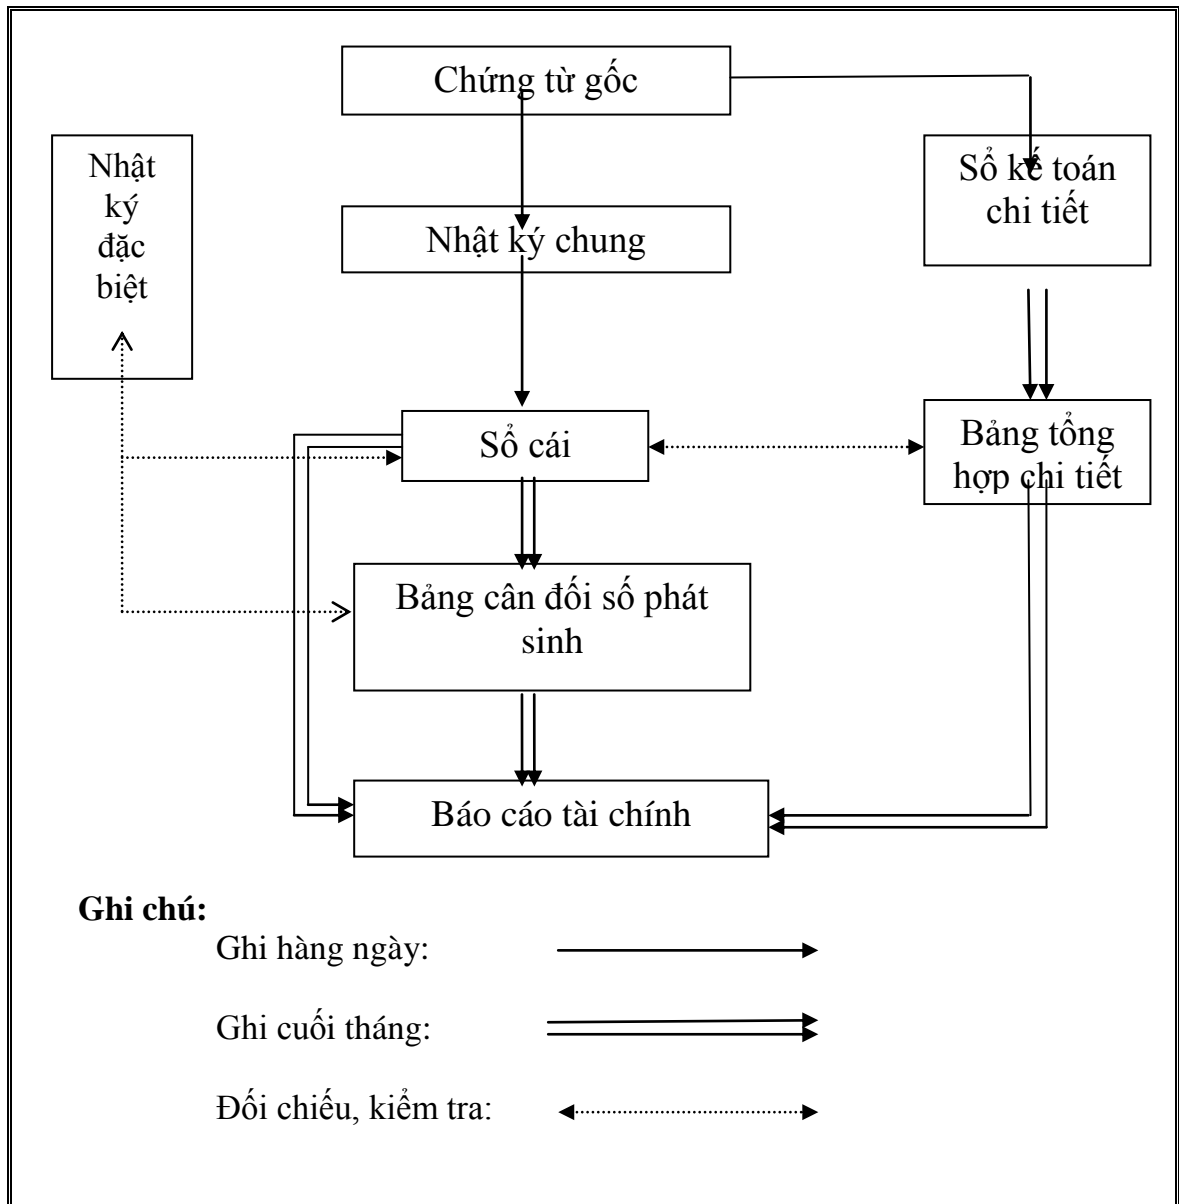 Chứng từ gốc
Nhật
ký
đặc
biệt
Sổ kế toán
chi tiết
Nhật ký chung
Sổ cái
Bảng tổng
hợp chi tiết
Bảng cân đối số phát
sinh
Báo cáo tài chính
Ghi chú:
Ghi hàng ngày:
Ghi cuối tháng:
Đối chiếu, kiểm tra: